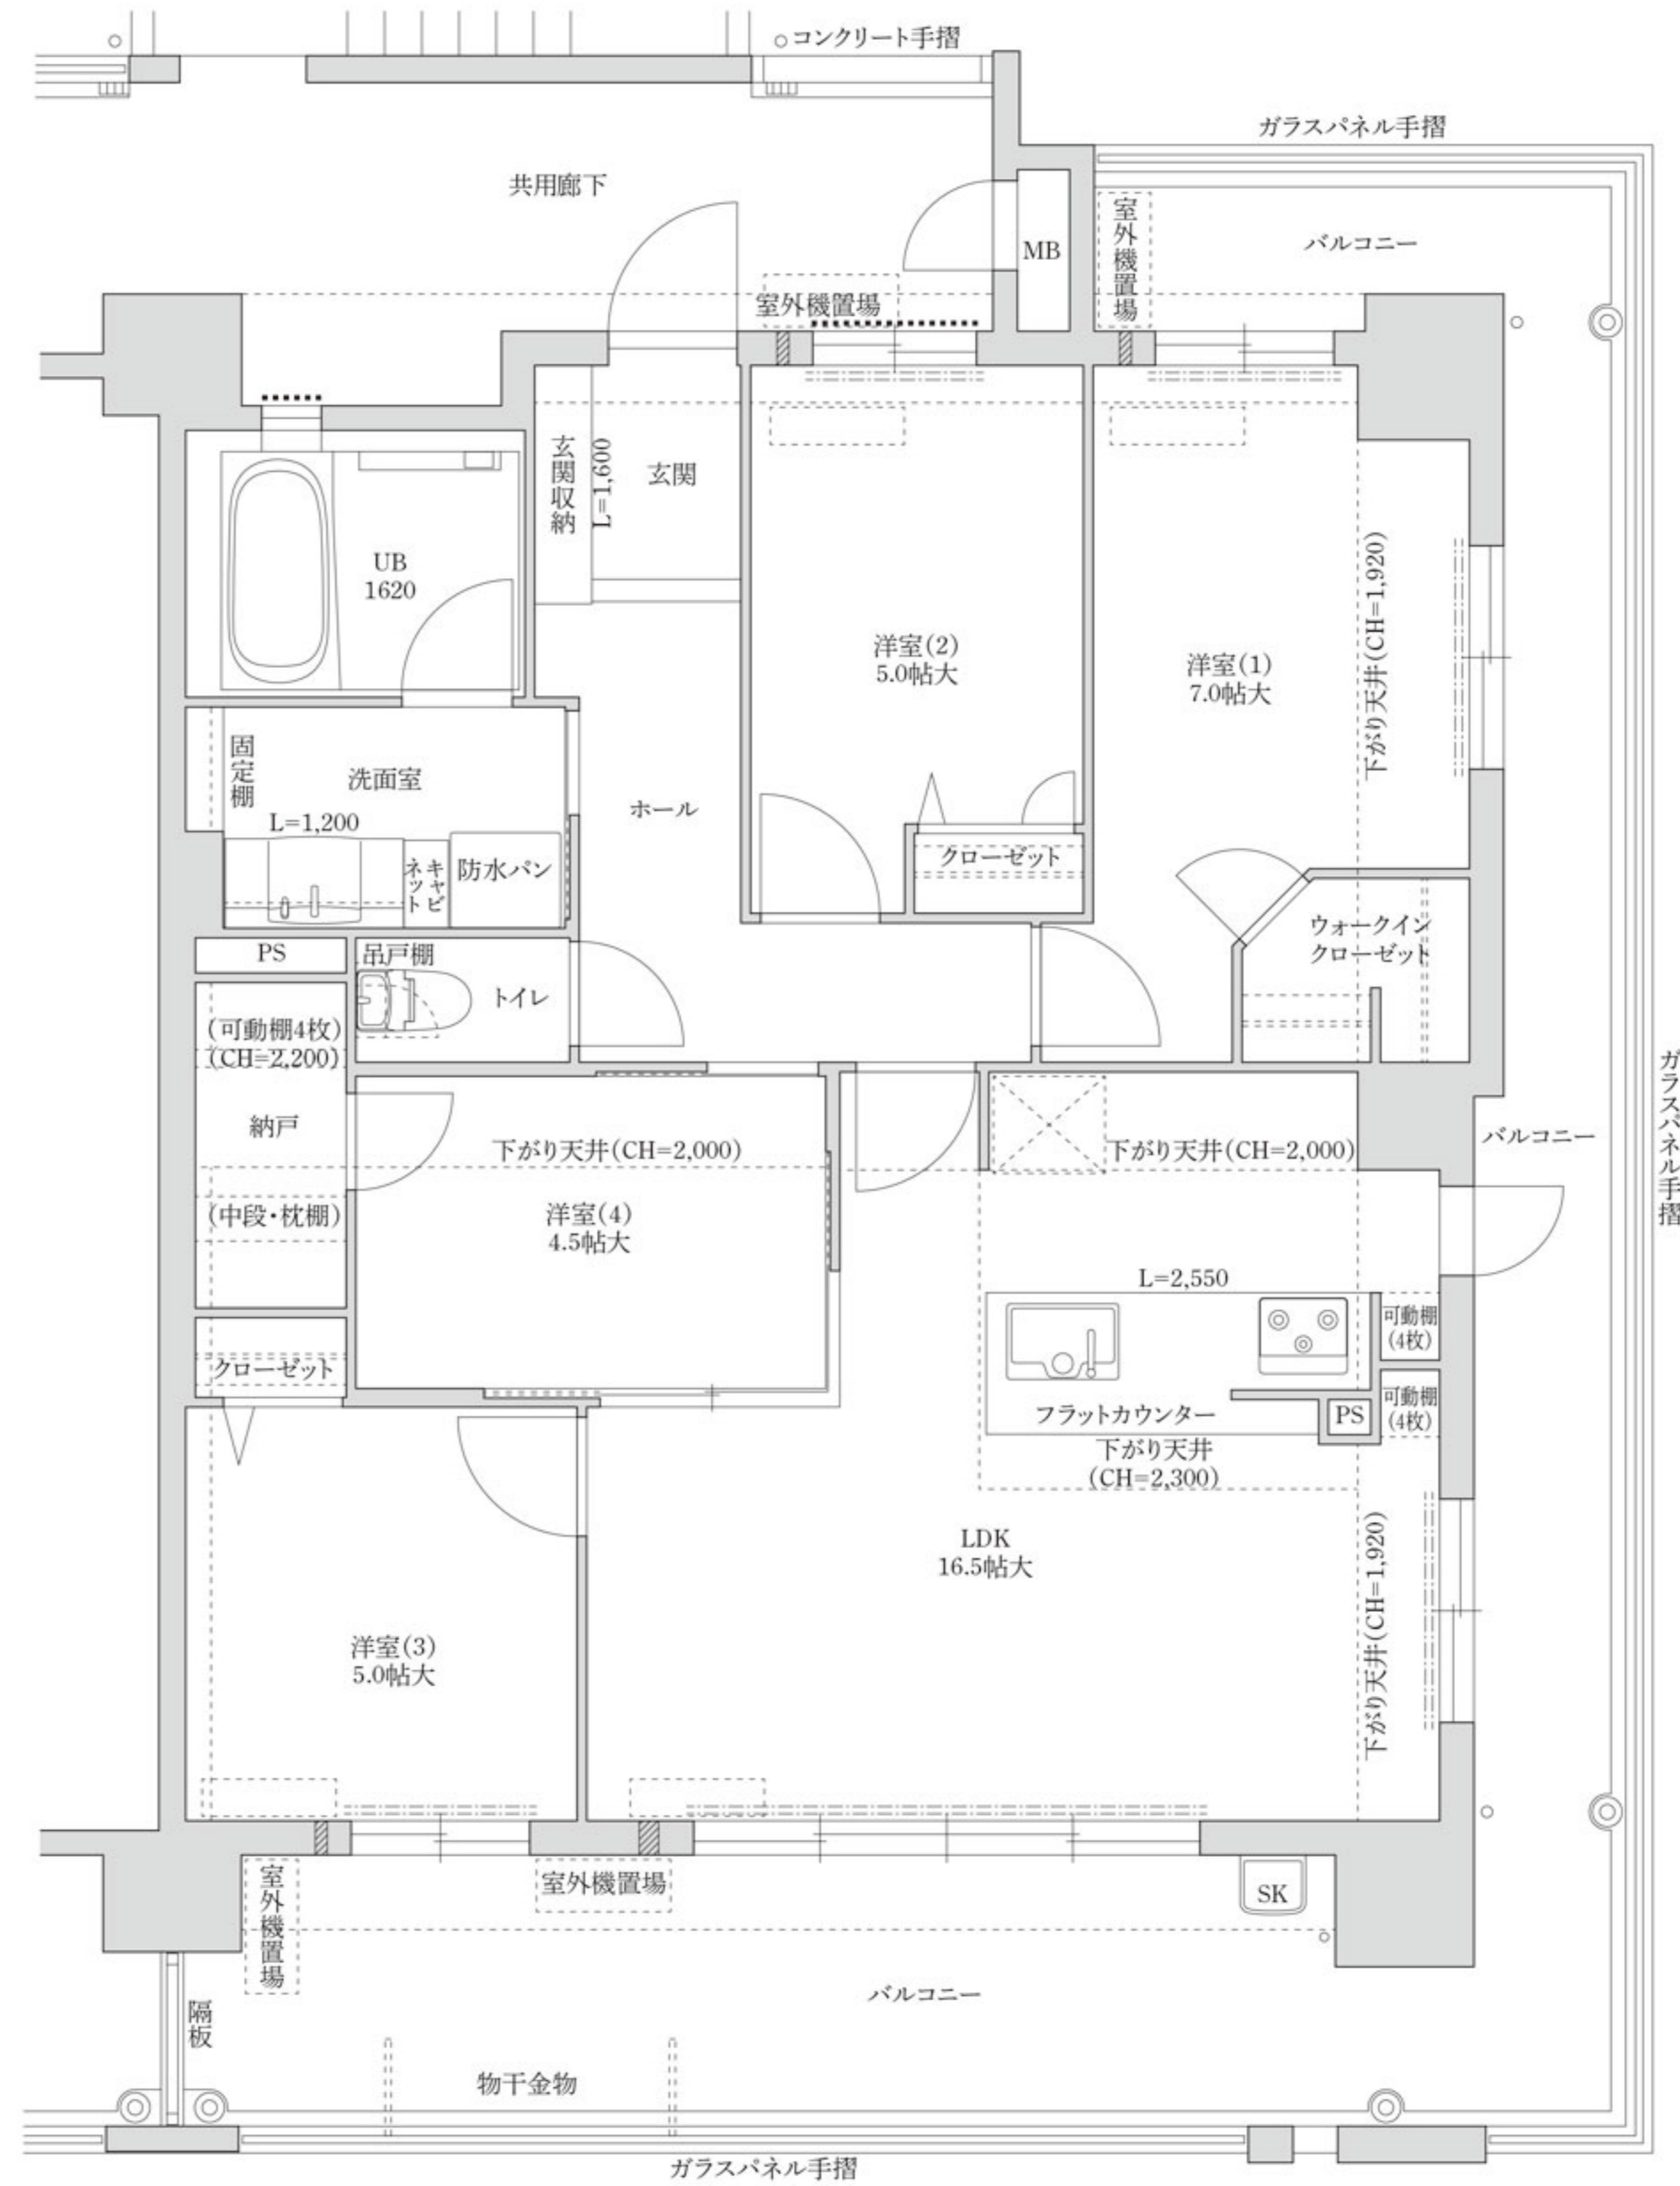 コンクリート手摺
ガラスパネル手摺
共用廊下
MB
室外機置場
バルコニー
室外機置場
玄関収納
L=1,600
玄関
UB
1620
洋室(2)
5.0帖大
洋室(1)
7.0帖大
下がり天井(CH=1,920)
固定棚
洗面室
L=1,200
キャビ
ネット
防水パン
ホール
クローゼット
ウォークイン
クローゼット
PS
吊戸棚
トイレ
(可動棚4枚)
(CH=2,200)
納戸
(中段・枕棚)
下がり天井(CH=2,000)
洋室(4)
4.5帖大
下がり天井(CH=2,000)
バルコニー
ガラスパネル手摺
L=2,550
可動棚
(4枚)
クローゼット
フラットカウンター
PS
可動棚
(4枚)
下がり天井
(CH=2,300)
LDK
16.5帖大
下がり天井(CH=1,920)
洋室(3)
5.0帖大
室外機置場
室外機置場
SK
バルコニー
隔板
物干金物
ガラスパネル手摺